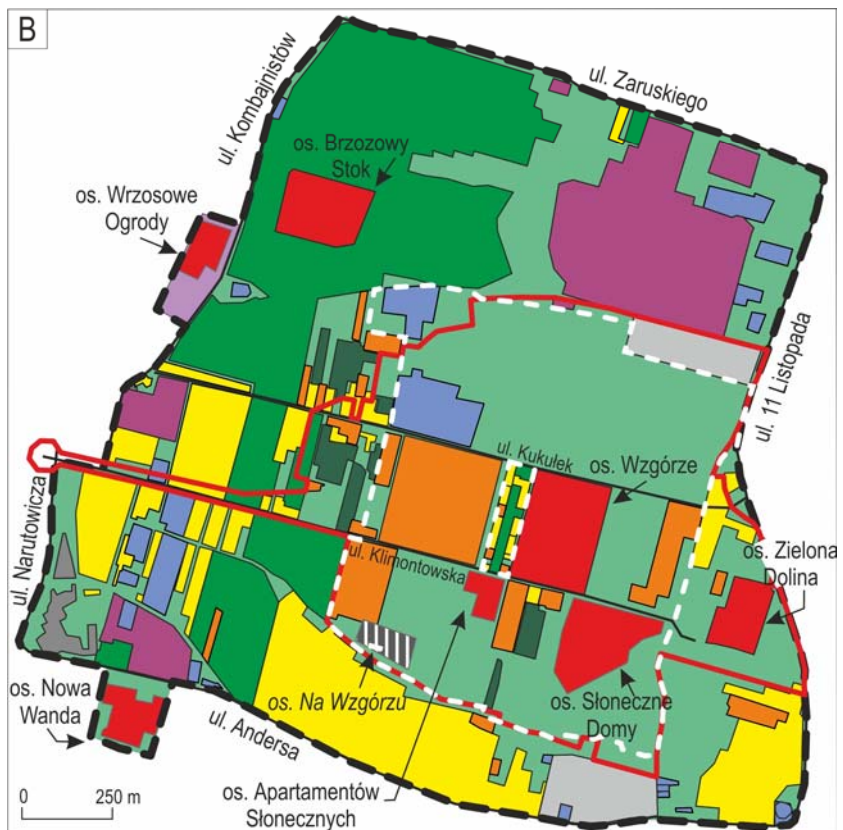 B
ul. Kombajnistów
ul. Zaruskiego
os. Brzozowy
Stok
os. Wrzosowe
Ogrody
ul. 11 Listopada
ul. Kukułek
os. Wzgórze
ul. Narutowicza
ul. Klimontowska
os. Zielona
Dolina
os. Nowa
Wanda
os. Na Wzgórzu
os. Słoneczne
Domy
ul. Andersa
os. Apartamentów
Słonecznych
0 250 m